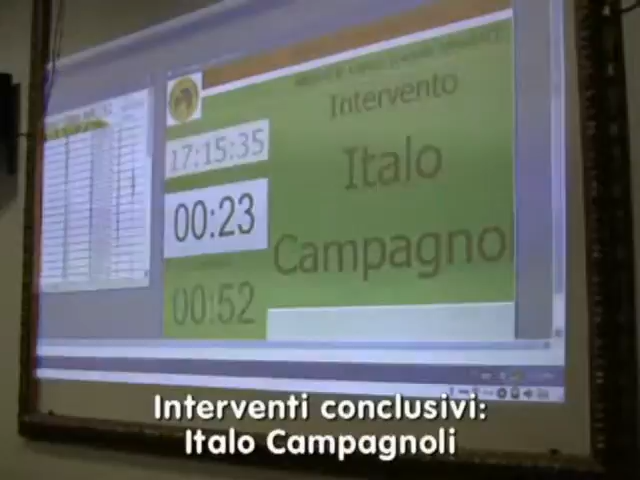 Intervento
17:15:35
Italo
00:23
Campagno
00:52
Interventi conclusivi:
Italo Campagnoli